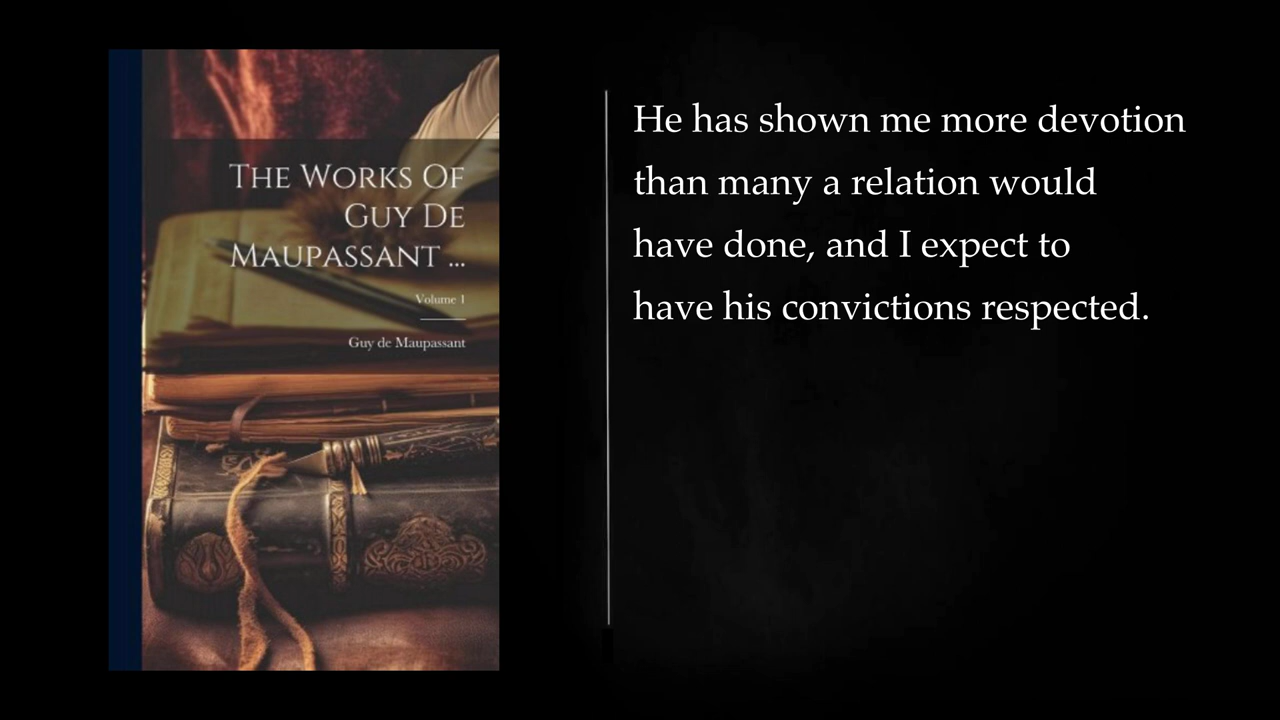 THE WORKS OF
GUY DE
MAUPASSANT ...
Volume 1
Guy de Maupassant
He has shown me more devotion
than many a relation would
have done, and I expect to
have his convictions respected.